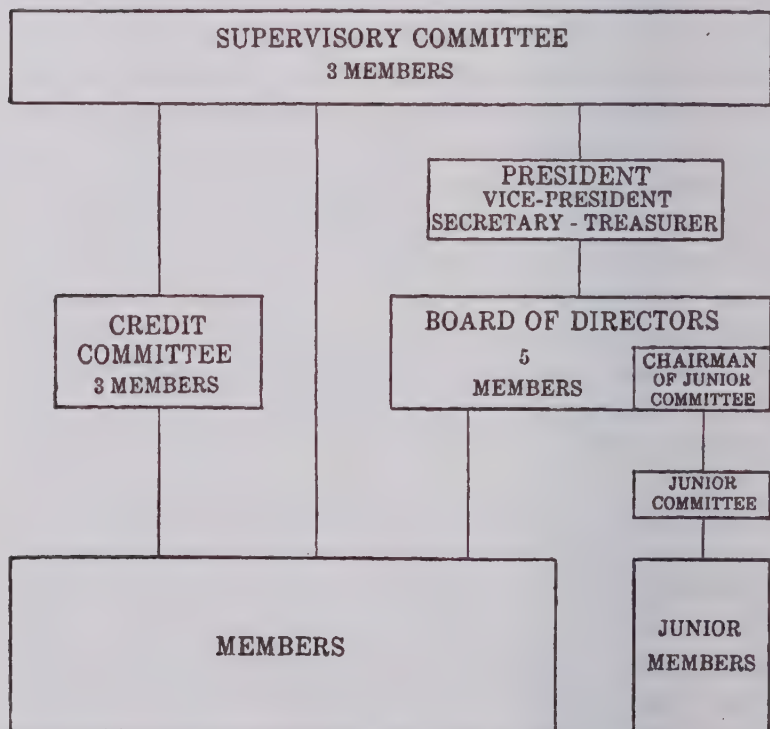 SUPERVISORY COMMITTEE
3 MEMBERS
PRESIDENT
VICE-PRESIDENT
SECRETARY - TREASURER
CREDIT
COMMITTEE
3 MEMBERS
BOARD OF DIRECTORS
5
MEMBERS
CHAIRMAN
OF JUNIOR
COMMITTEE
JUNIOR
COMMITTEE
MEMBERS
JUNIOR
MEMBERS